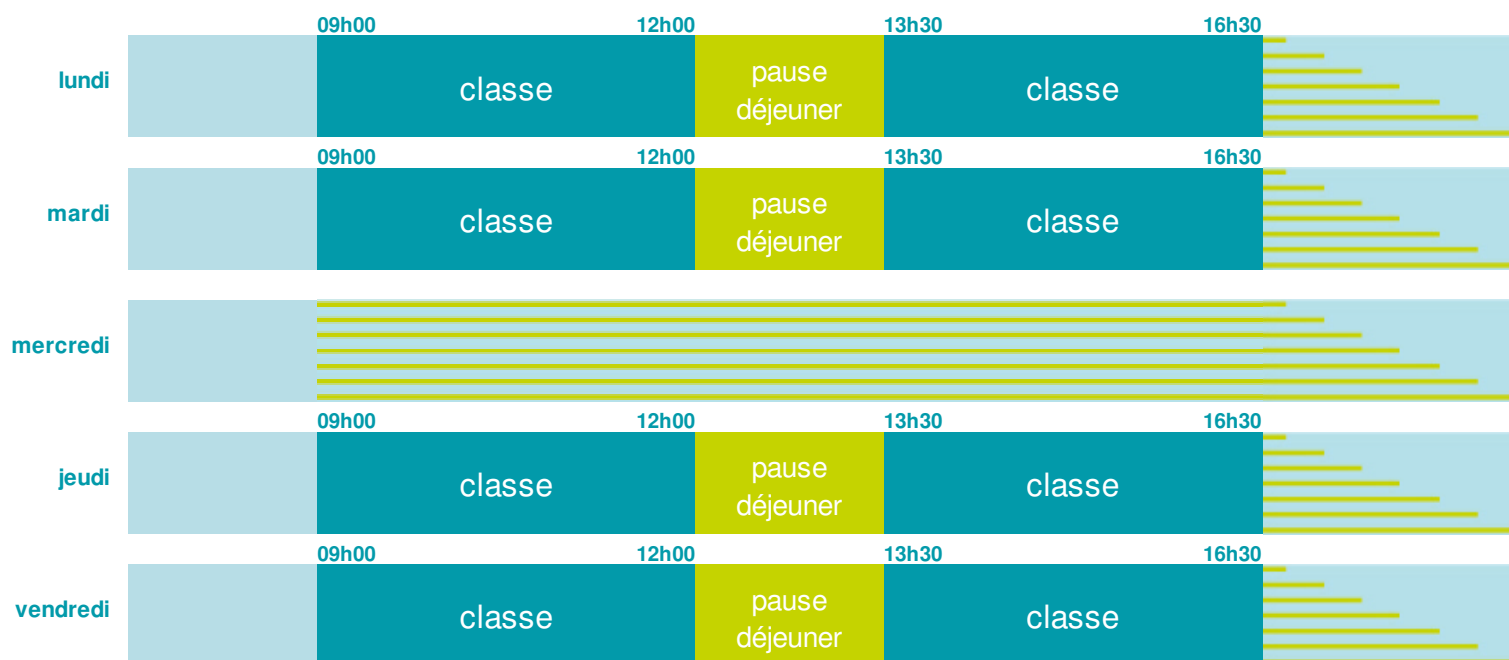 09h00 12h00 13h30 16h30
lundi classe pause déjeuner classe
09h00 12h00 13h30 16h30
mardi classe pause déjeuner classe
mercredi
09h00 12h00 13h30 16h30
jeudi classe pause déjeuner classe
09h00 12h00 13h30 16h30
vendredi classe pause déjeuner classe